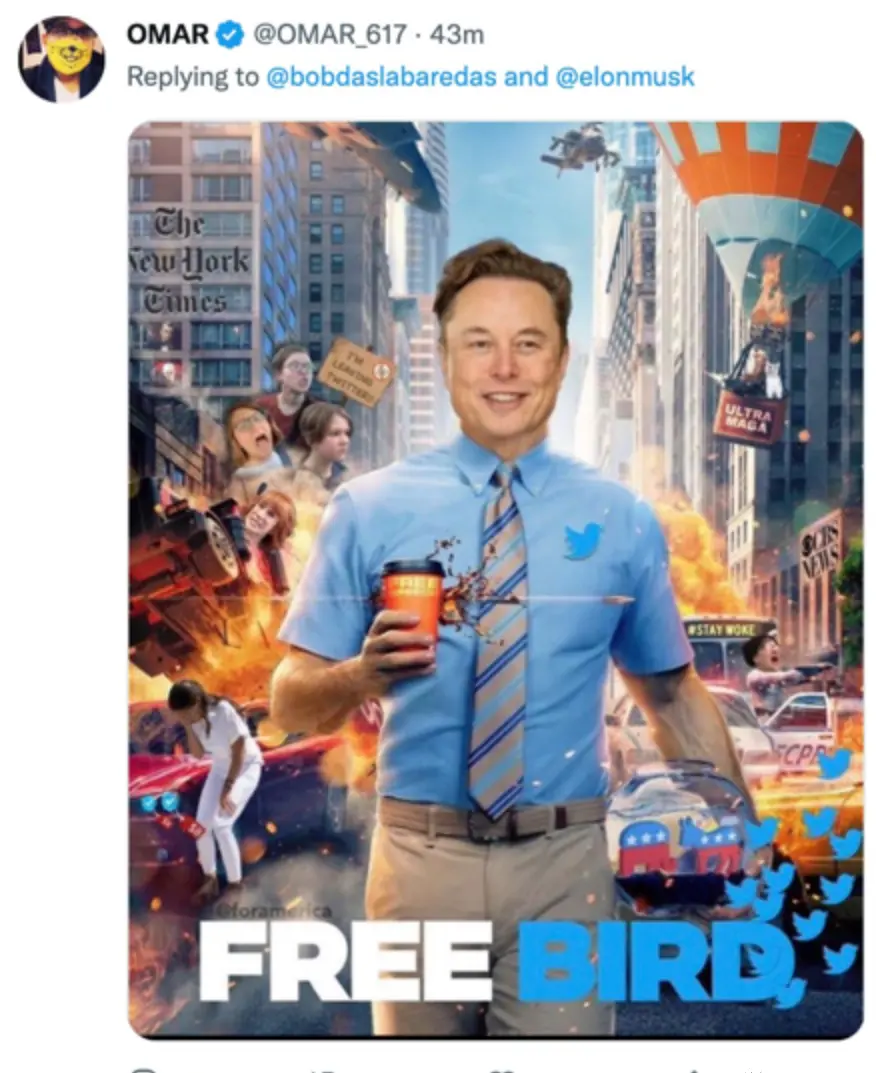 OMAR @OMAR_617 · 43m
Replying to @bobdaslabaredas and @elonmusk
The
New York
Times
I'M
LEAVING
TWITTER!
ULTRA
MAGA
CBS
NEWS
FREE
#STAY WOKE
@foramerica
FREE BIRD